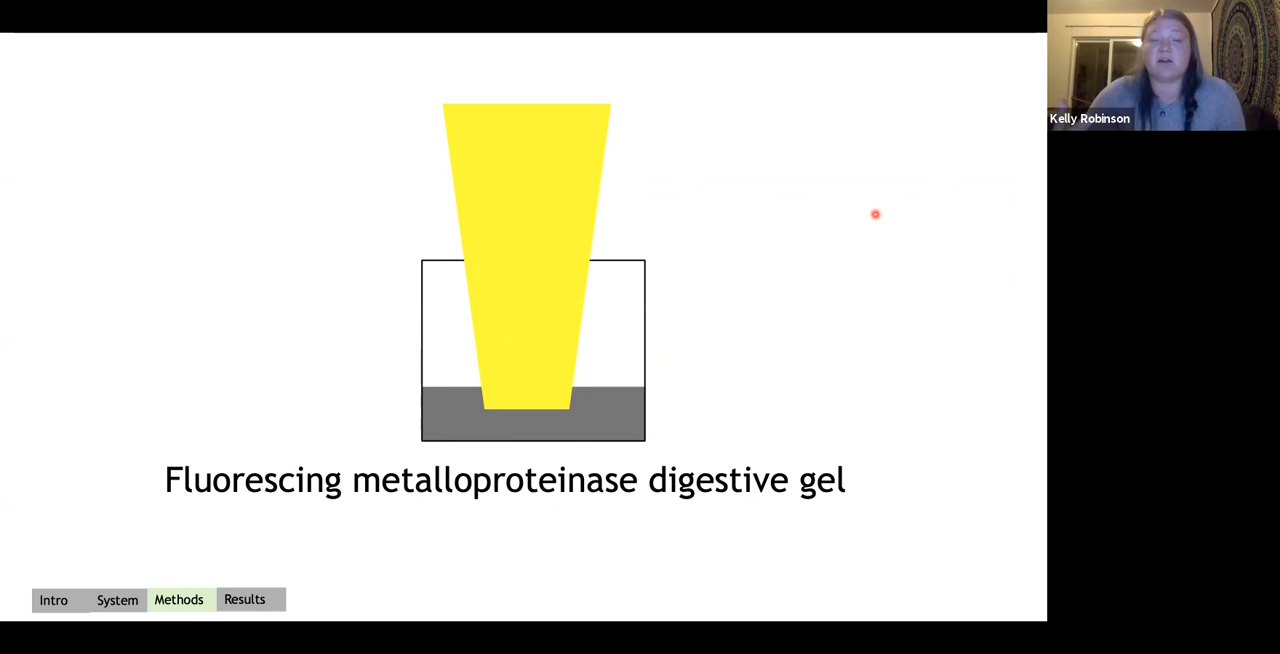 Kelly Robinson
Fluorescing metalloproteinase digestive gel
Intro System Methods Results